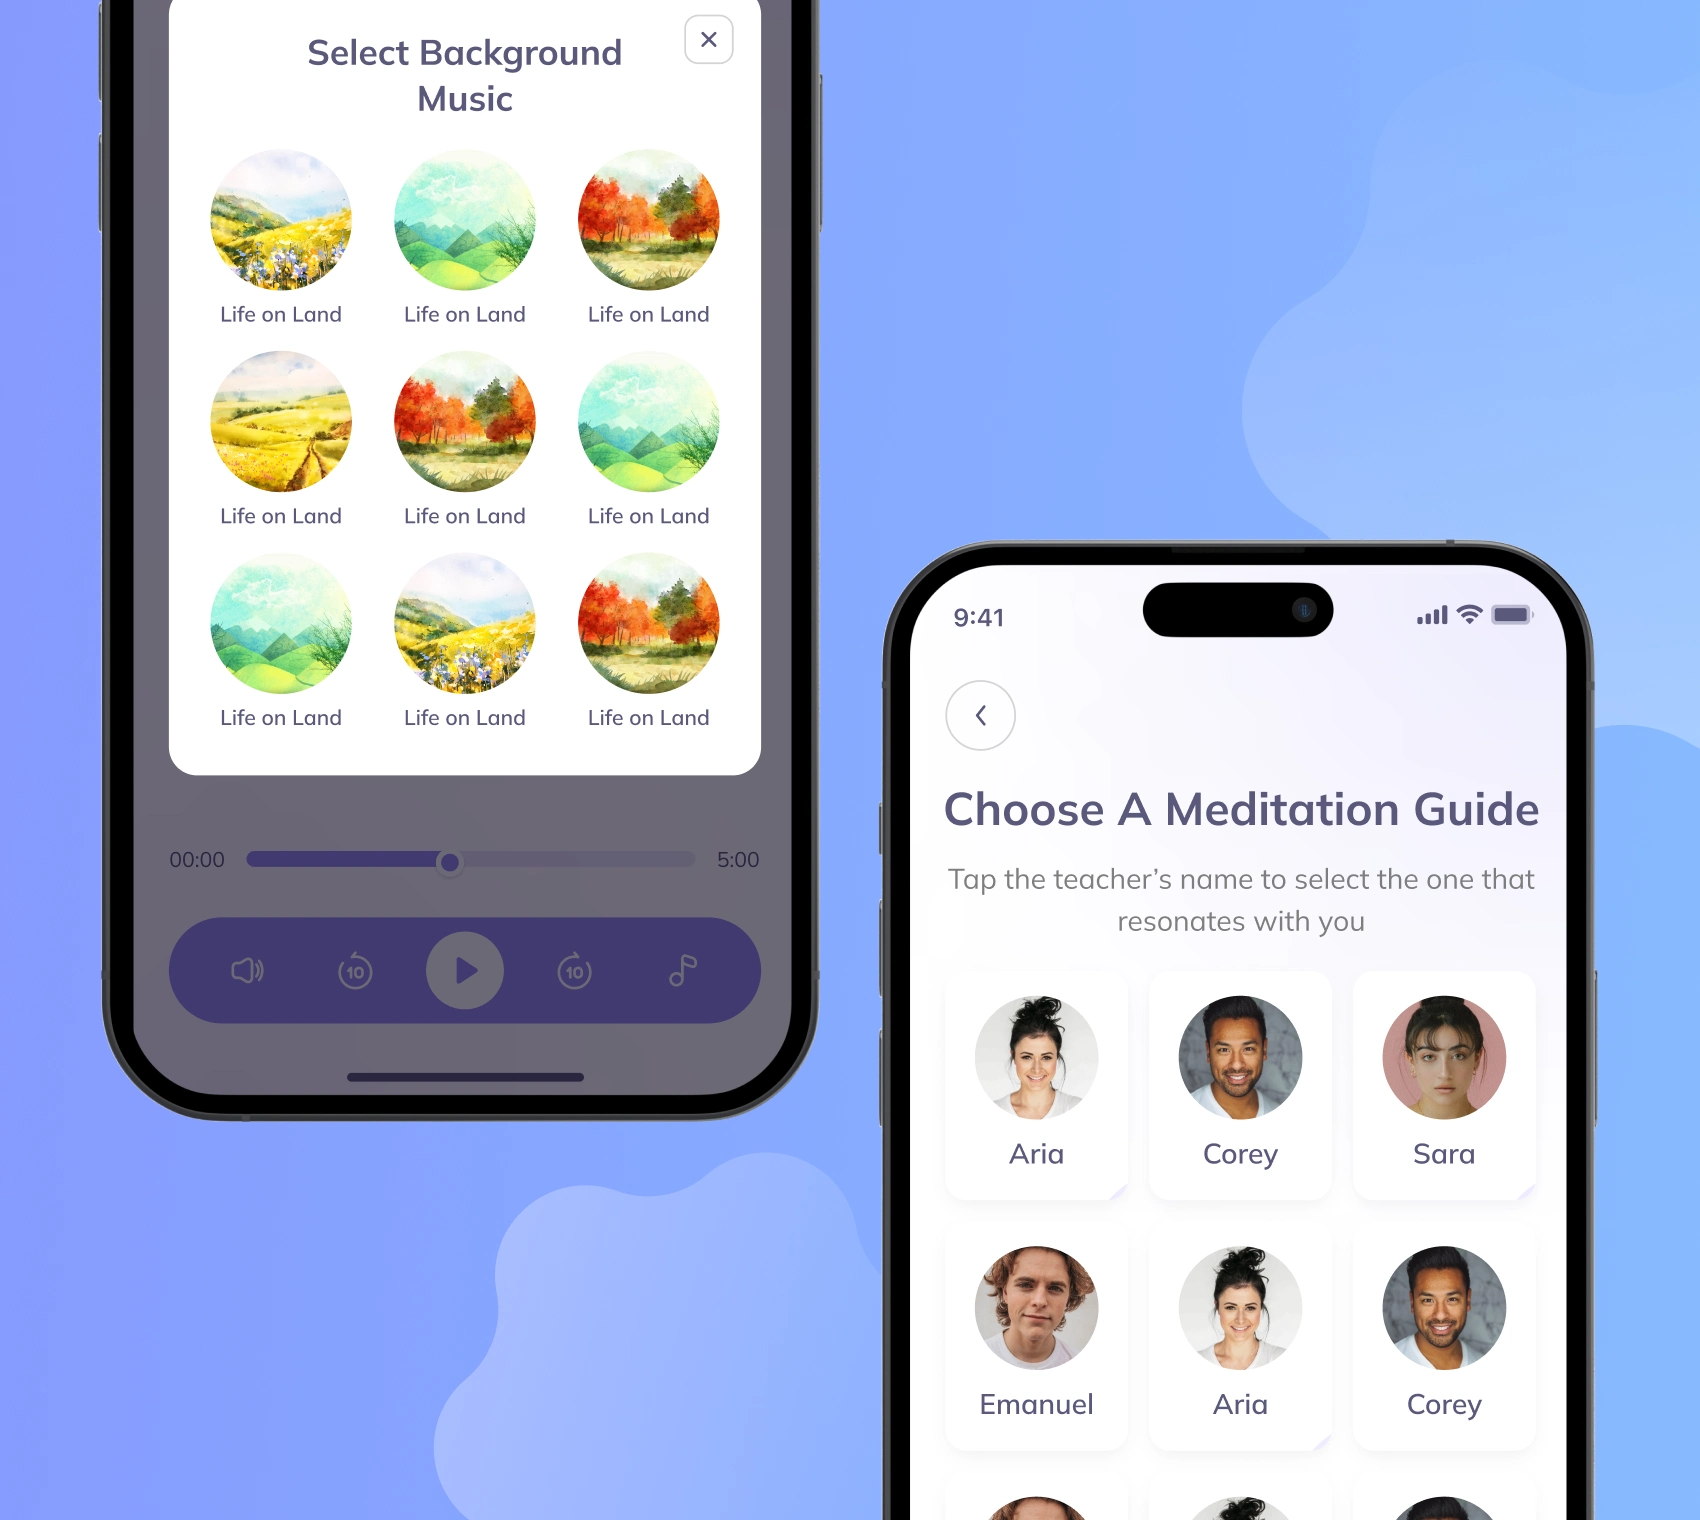 Select Background
Music
Life on Land
Life on Land
Life on Land
Life on Land
Life on Land
Life on Land
Life on Land
Life on Land
Life on Land
00:00
5:00
10
10
9:41
Choose A Meditation Guide
Tap the teacher’s name to select the one that
resonates with you
Aria
Corey
Sara
Emanuel
Aria
Corey